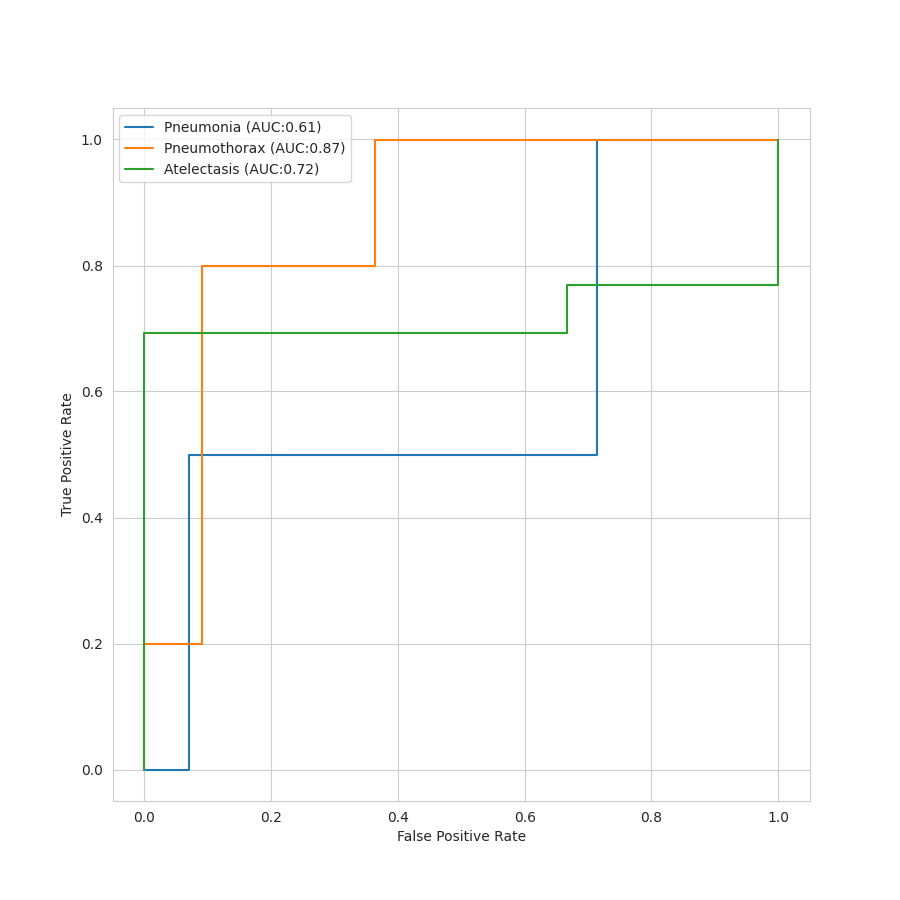 Pneumonia (AUC:0.61)
Pneumothorax (AUC:0.87)
Atelectasis (AUC:0.72)
1.0
0.8
0.6
0.4
0.2
0.0
True Positive Rate
0.0 0.2 0.4 0.6 0.8 1.0
False Positive Rate